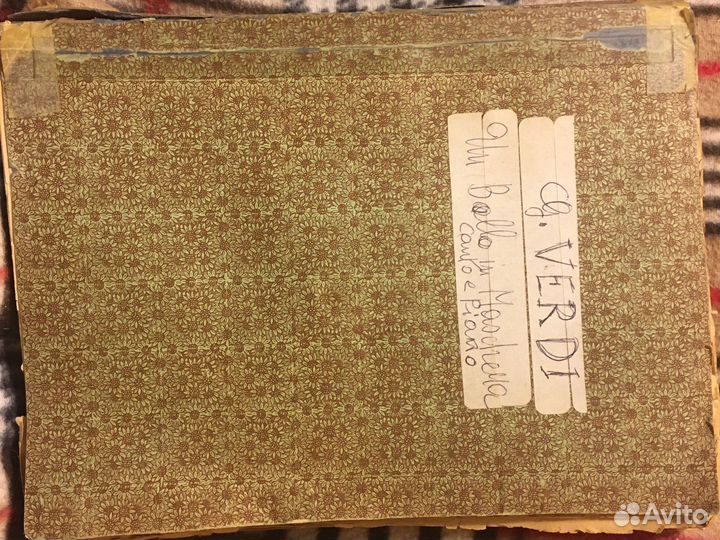 G. VERDI
Un Ballo in Maschera
Canto e piano
Avito